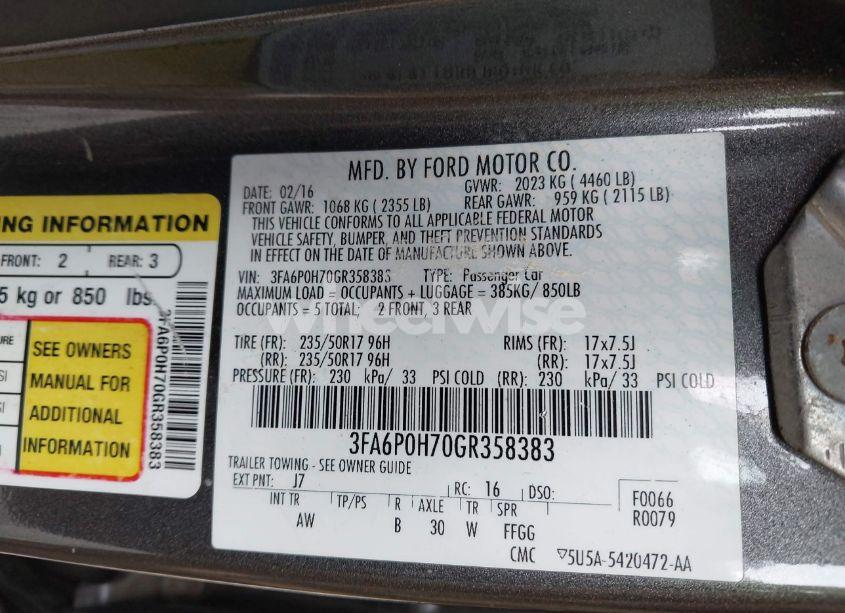 NG INFORMATION
FRONT: 2 REAR: 3
5 kg or 850 lbs.
SEE OWNERS
MANUAL FOR
ADDITIONAL
INFORMATION
3FA6P0H70GR358383
MFD. BY FORD MOTOR CO.
DATE: 02/16 GVWR: 2023 KG ( 4460 LB)
FRONT GAWR: 1068 KG ( 2355 LB) REAR GAWR: 959 KG ( 2115 LB)
THIS VEHICLE CONFORMS TO ALL APPLICABLE FEDERAL MOTOR
VEHICLE SAFETY, BUMPER, AND THEFT PREVENTION STANDARDS
IN EFFECT ON THE DATE OF MANUFACTURE SHOWN ABOVE.
VIN: 3FA6P0H70GR358383 TYPE: Passenger Car
MAXIMUM LOAD = OCCUPANTS + LUGGAGE = 385KG/ 850LB
OCCUPANTS = 5 TOTAL; 2 FRONT, 3 REAR
wheelwise
TIRE (FR): 235/50R17 96H RIMS (FR): 17x7.5J
(RR): 235/50R17 96H (RR): 17x7.5J
PRESSURE (FR): 230 kPa/ 33 PSI COLD (RR): 230 kPa/ 33 PSI COLD
3FA6P0H70GR358383
TRAILER TOWING - SEE OWNER GUIDE
EXT PNT: J7 RC: 16 DSO: F0066
R0079
INT TR TP/PS R AXLE TR SPR
AW B 30 W FFGG
CMC ▽5U5A-5420472-AA